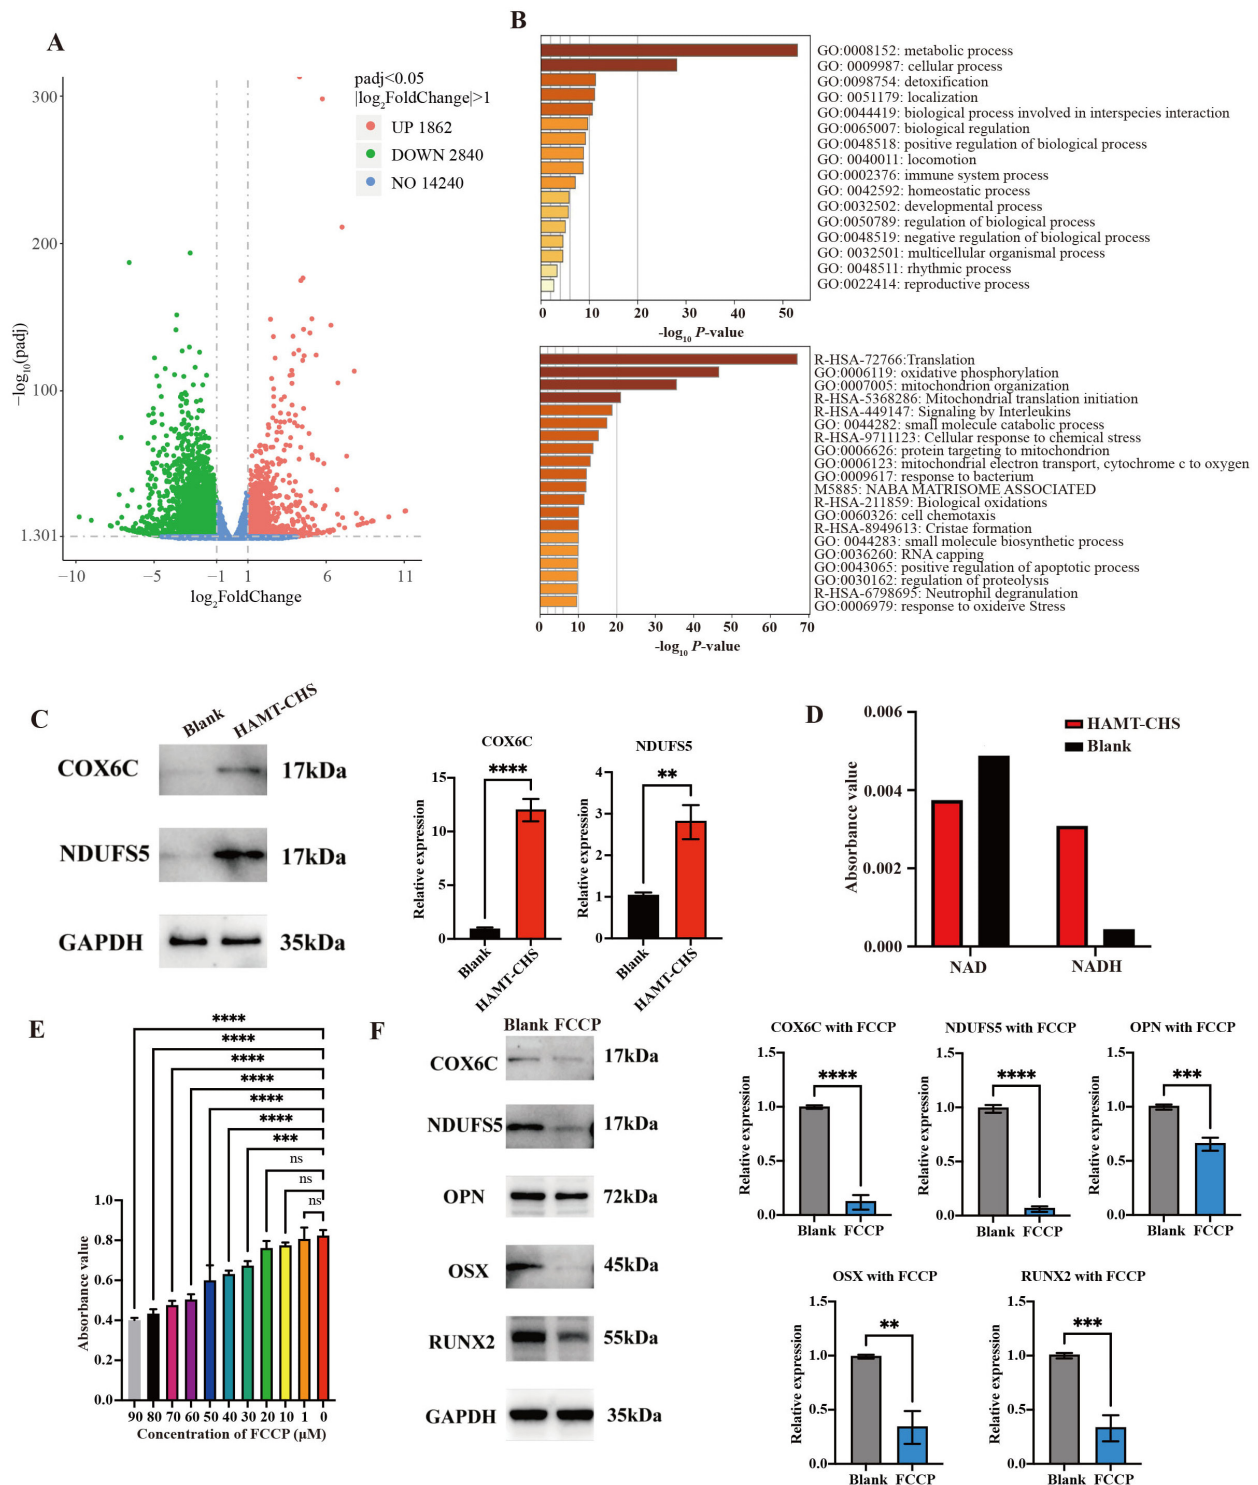 A
padj<0.05
|log2FoldChange|>1
UP 1862
DOWN 2840
NO 14240
300
200
100
1.301
−log10(padj)
−10
−5
−1
1
6
11
log2FoldChange
B
GO:0008152: metabolic process
GO:0009987: cellular process
GO:0098754: detoxification
GO: 0051179: localization
GO:0044419: biological process involved in interspecies interaction
GO:0065007: biological regulation
GO:0048518: positive regulation of biological process
GO: 0040011: locomotion
GO:0002376: immune system process
GO: 0042592: homeostatic process
GO:0032502: developmental process
GO:0050789: regulation of biological process
GO:0048519: negative regulation of biological process
GO: 0032501: multicellular organismal process
GO: 0048511: rhythmic process
GO:0022414: reproductive process
0 10 20 30 40 50
-log10 P-value
R-HSA-72766:Translation
GO:0006119: oxidative phosphorylation
GO:0007005: mitochondrion organization
R-HSA-5368286: Mitochondrial translation initiation
R-HSA-449147: Signaling by Interleukins
GO: 0044282: small molecule catabolic process
R-HSA-9711123: Cellular response to chemical stress
GO:0006626: protein targeting to mitochondrion
GO:0006123: mitochondrial electron transport, cytochrome c to oxygen
GO:0009617: response to bacterium
M5885: NABA MATRISOME ASSOCIATED
R-HSA-211859: Biological oxidations
GO:0060326: cell chemotaxis
R-HSA-8949613: Cristae formation
GO: 0044283: small molecule biosynthetic process
GO:0036260: RNA capping
GO:0043065: positive regulation of apoptotic process
GO:0030162: regulation of proteolysis
R-HSA-6798695: Neutrophil degranulation
GO:0006979: response to oxideive Stress
0 10 20 30 40 50 60 70
-log10 P-value
C
Blank HAMT-CHS
COX6C 17kDa
NDUFS5 17kDa
GAPDH 35kDa
COX6C
****
15
10
5
0
Relative expression
Blank
HAMT-CHS
NDUFS5
**
4
3
2
1
0
Relative expression
Blank
HAMT-CHS
D
HAMT-CHS
Blank
0.006
0.004
0.002
0.000
Absorbance value
NAD NADH
E
****
****
****
****
****
****
***
ns
ns
ns
1.0
0.8
0.6
0.4
0.2
0.0
Absorbance value
90 80 70 60 50 40 30 20 10 1 0
Concentration of FCCP (μM)
F
Blank FCCP
COX6C 17kDa
NDUFS5 17kDa
OPN 72kDa
OSX 45kDa
RUNX2 55kDa
GAPDH 35kDa
COX6C with FCCP
****
1.5
1.0
0.5
0.0
Relative expression
Blank FCCP
NDUFS5 with FCCP
****
1.5
1.0
0.5
0.0
Relative expression
Blank FCCP
OPN with FCCP
***
1.5
1.0
0.5
0.0
Relative expression
Blank FCCP
OSX with FCCP
**
1.5
1.0
0.5
0.0
Relative expression
Blank FCCP
RUNX2 with FCCP
***
1.5
1.0
0.5
0.0
Relative expression
Blank FCCP